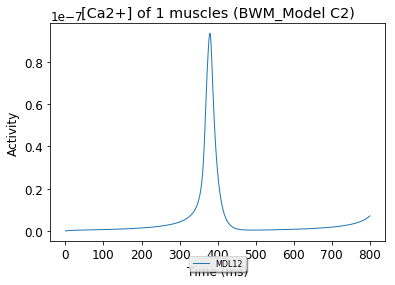 1e−7
[Ca2+] of 1 muscles (BWM_Model C2)
0.8
0.6
0.4
0.2
0.0
Activity
0 100 200 300 400 500 600 700 800
Time (ms)
MDL12